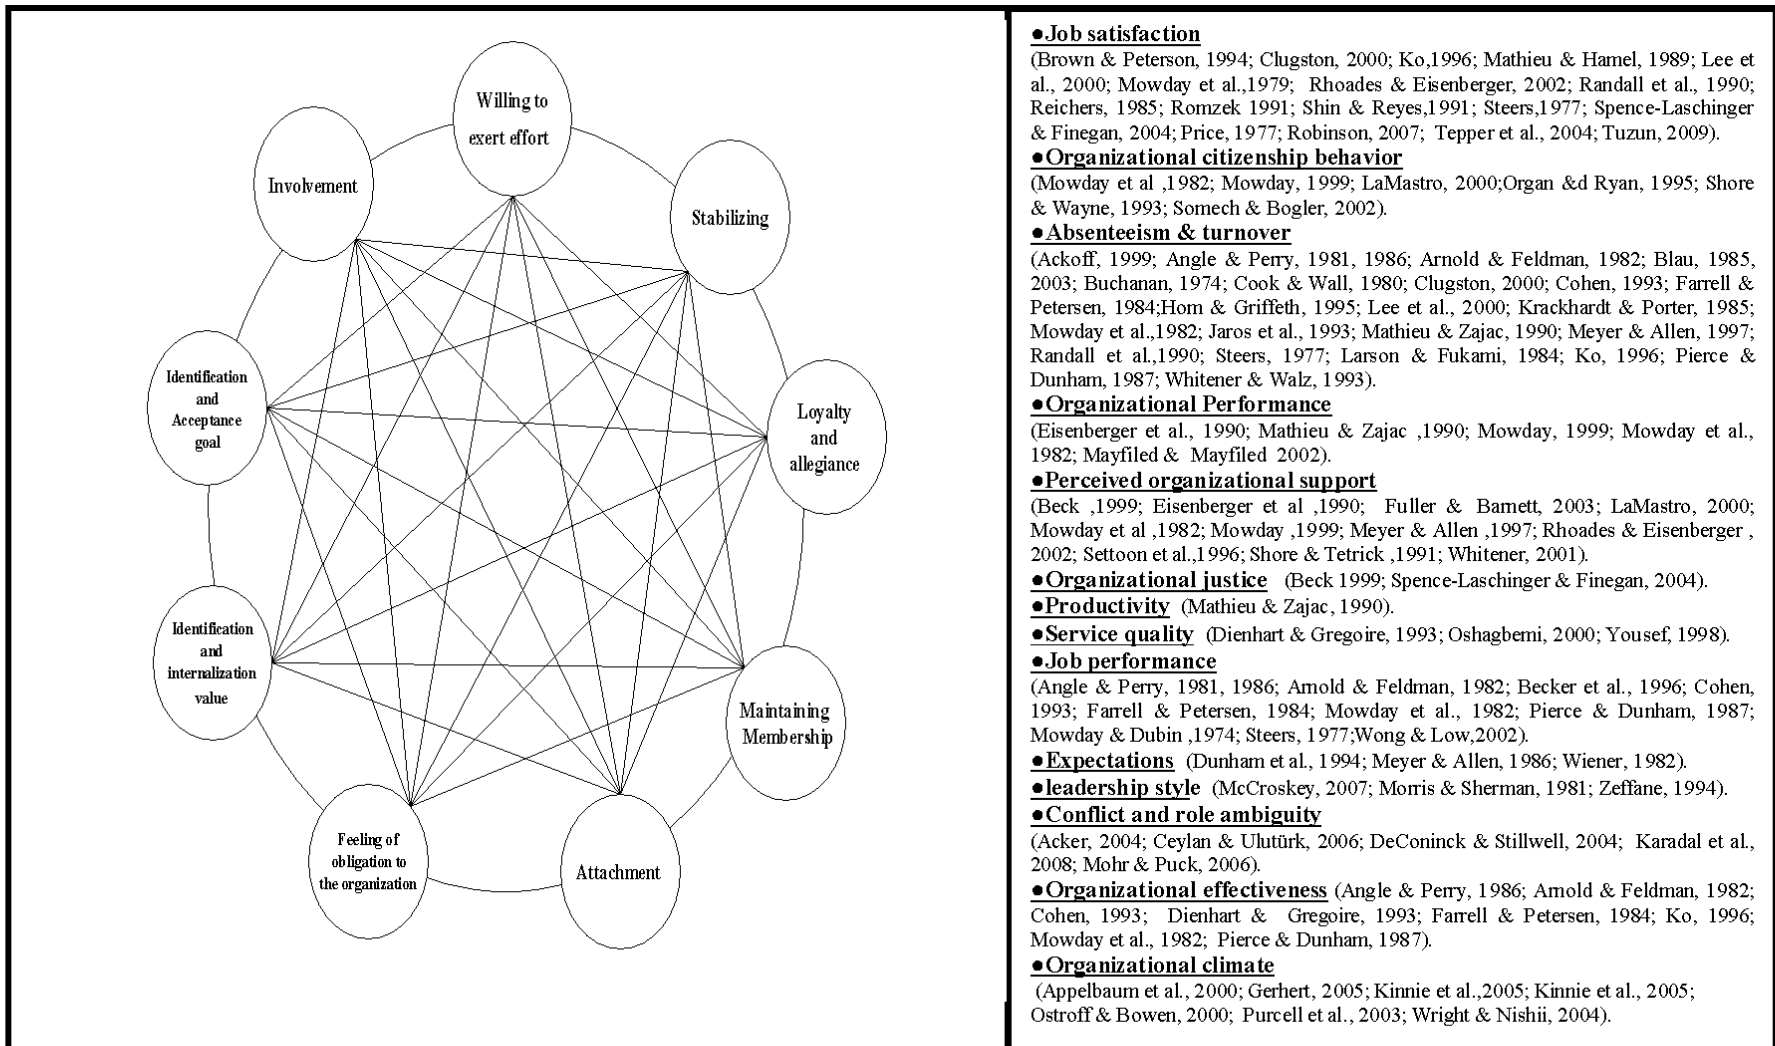 Willing to
exert effort
Involvement
Stabilizing
Identification
and
Acceptance
goal
Loyalty and
and
allegiance
Identification
and
internalization
value
Maintaining
Membership
Feeling of
obligation to
the organization
Attachment
●Job satisfaction
(Brown & Peterson, 1994; Clugston, 2000; Ko,1996; Mathieu & Hamel, 1989; Lee et
al., 2000; Mowday et al.,1979; Rhoades & Eisenberger, 2002; Randall et al., 1990;
Reichers, 1985; Romzek 1991; Shin & Reyes,1991; Steers,1977; Spence-Laschinger
& Finegan, 2004; Price, 1977; Robinson, 2007; Tepper et al., 2004; Tuzun, 2009).
●Organizational citizenship behavior
(Mowday et al ,1982; Mowday, 1999; LaMastro, 2000;Organ &d Ryan, 1995; Shore
& Wayne, 1993; Somech & Bogler, 2002).
●Absenteeism & turnover
(Ackoff, 1999; Angle & Perry, 1981, 1986; Arnold & Feldman, 1982; Blau, 1985,
2003; Buchanan, 1974; Cook & Wall, 1980; Clugston, 2000; Cohen, 1993; Farrell &
Petersen, 1984;Hom & Griffeth, 1995; Lee et al., 2000; Krackhardt & Porter, 1985;
Mowday et al.,1982; Jaros et al., 1993; Mathieu & Zajac, 1990; Meyer & Allen, 1997;
Randall et al.,1990; Steers, 1977; Larson & Fukami, 1984; Ko, 1996; Pierce &
Dunham, 1987; Whitener & Walz, 1993).
●Organizational Performance
(Eisenberger et al., 1990; Mathieu & Zajac ,1990; Mowday, 1999; Mowday et al.,
1982; Mayfiled & Mayfiled 2002).
●Perceived organizational support
(Beck ,1999; Eisenberger et al ,1990; Fuller & Barnett, 2003; LaMastro, 2000;
Mowday et al ,1982; Mowday ,1999; Meyer & Allen ,1997; Rhoades & Eisenberger ,
2002; Settoon et al.,1996; Shore & Tetrick ,1991; Whitener, 2001).
●Organizational justice (Beck 1999; Spence-Laschinger & Finegan, 2004).
●Productivity (Mathieu & Zajac, 1990).
●Service quality (Dienhart & Gregoire, 1993; Oshagbemi, 2000; Yousef, 1998).
●Job performance
(Angle & Perry, 1981, 1986; Arnold & Feldman, 1982; Becker et al., 1996; Cohen,
1993; Farrell & Petersen, 1984; Mowday et al., 1982; Pierce & Dunham, 1987;
Mowday & Dubin ,1974; Steers, 1977;Wong & Low,2002).
●Expectations (Dunham et al., 1994; Meyer & Allen, 1986; Wiener, 1982).
●leadership style (McCroskey, 2007; Morris & Sherman, 1981; Zeffane, 1994).
●Conflict and role ambiguity
(Acker, 2004; Ceylan & Ulutürk, 2006; DeConinck & Stillwell, 2004; Karadal et al.,
2008; Mohr & Puck, 2006).
●Organizational effectiveness (Angle & Perry, 1986; Arnold & Feldman, 1982;
Cohen, 1993; Dienhart & Gregoire, 1993; Farrell & Petersen, 1984; Ko, 1996;
Mowday et al., 1982; Pierce & Dunham, 1987).
●Organizational climate
(Appelbaum et al., 2000; Gerhert, 2005; Kinnie et al.,2005; Kinnie et al., 2005;
Ostroff & Bowen, 2000; Purcell et al., 2003; Wright & Nishii, 2004).